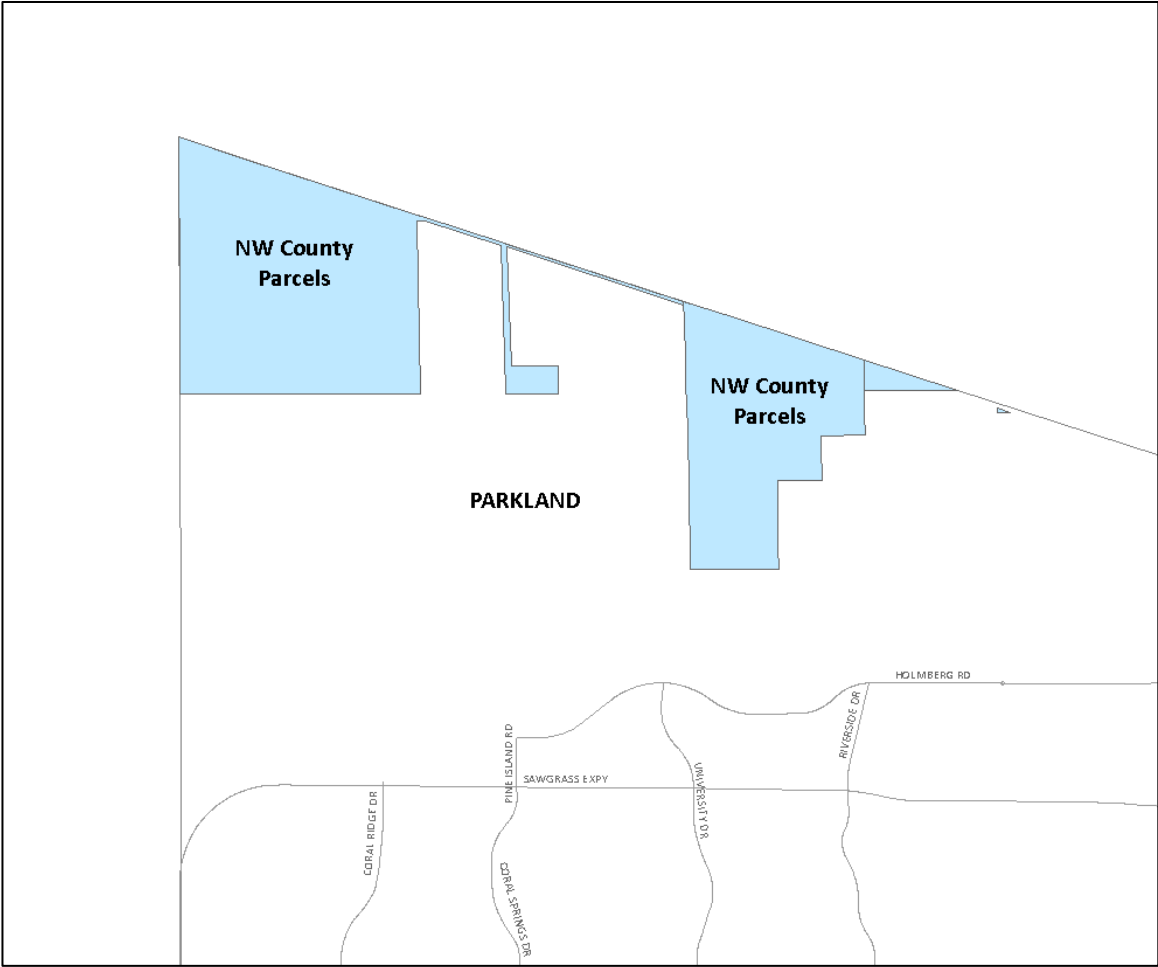 NW County
Parcels
NW County
Parcels
PARKLAND
HOLMBERG RD
RIVERSIDE DR
PINE ISLAND RD
SAWGRASS EXPY
UNIVERSITY DR
CORAL RIDGE DR
CORAL SPRINGS DR